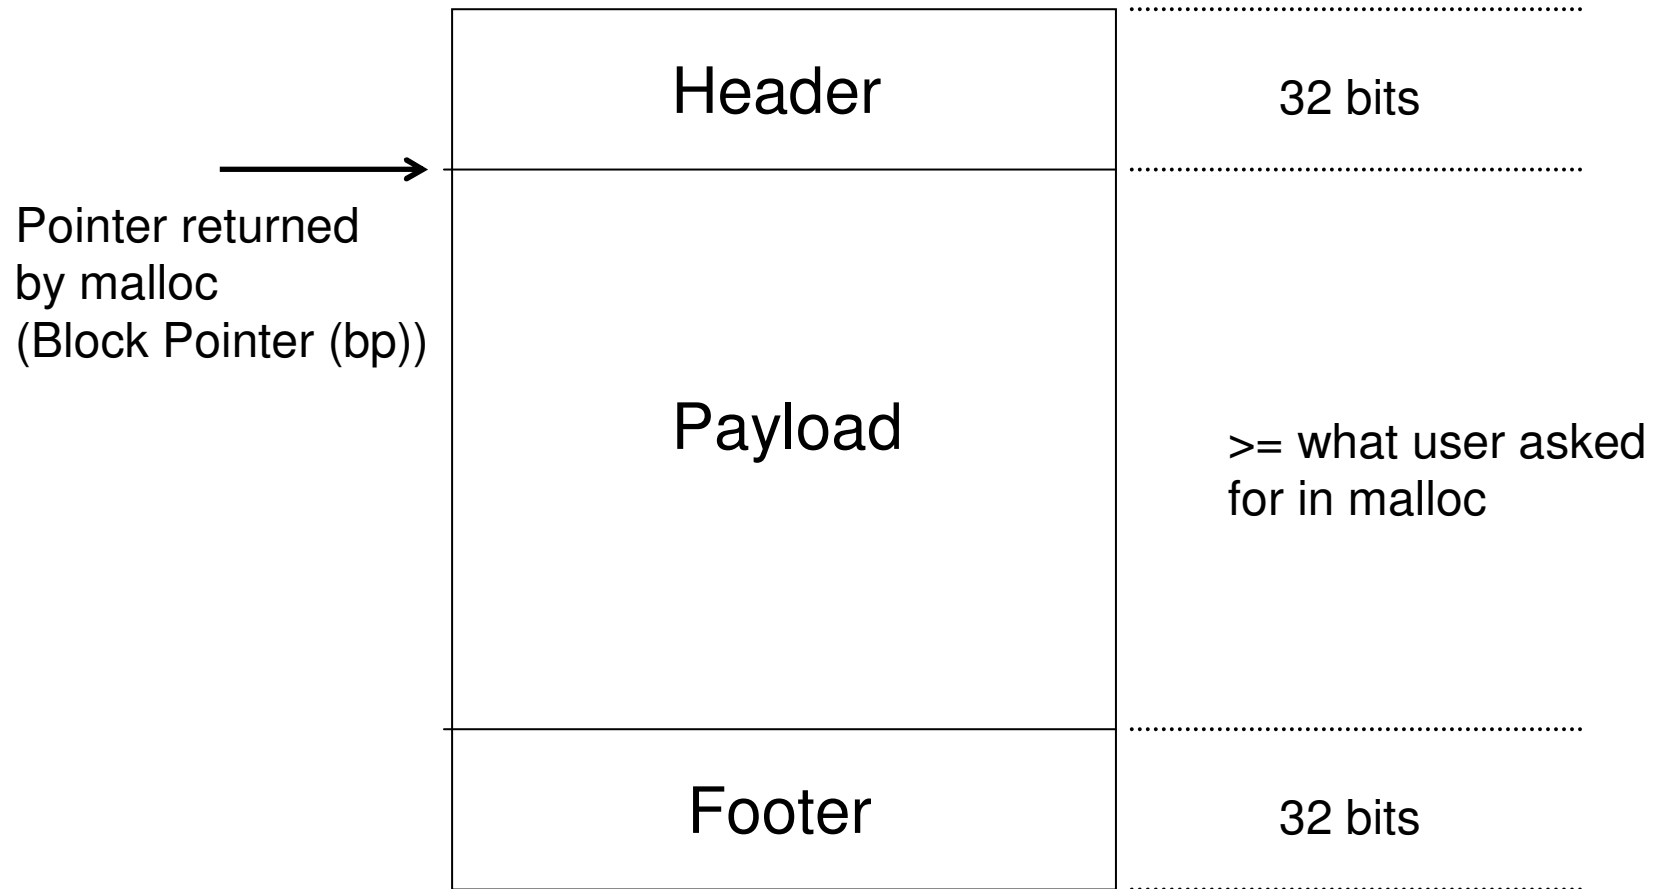 Header
32 bits
Pointer returned
by malloc
(Block Pointer (bp))
Payload
>= what user asked
for in malloc
Footer
32 bits